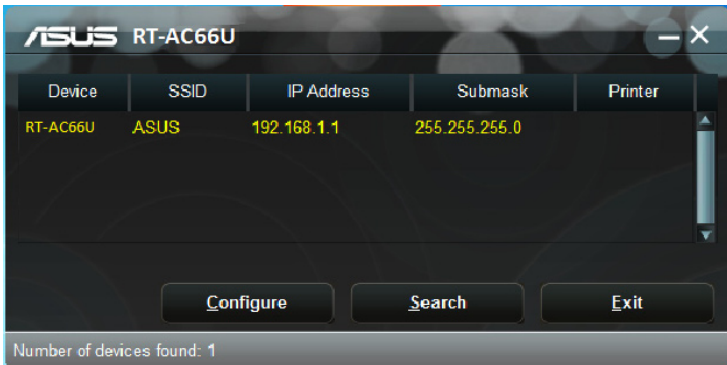 ASUS RT-AC66U
Device SSID IP Address Submask Printer
RT-AC66U ASUS 192.168.1.1 255.255.255.0
Configure Search Exit
Number of devices found: 1